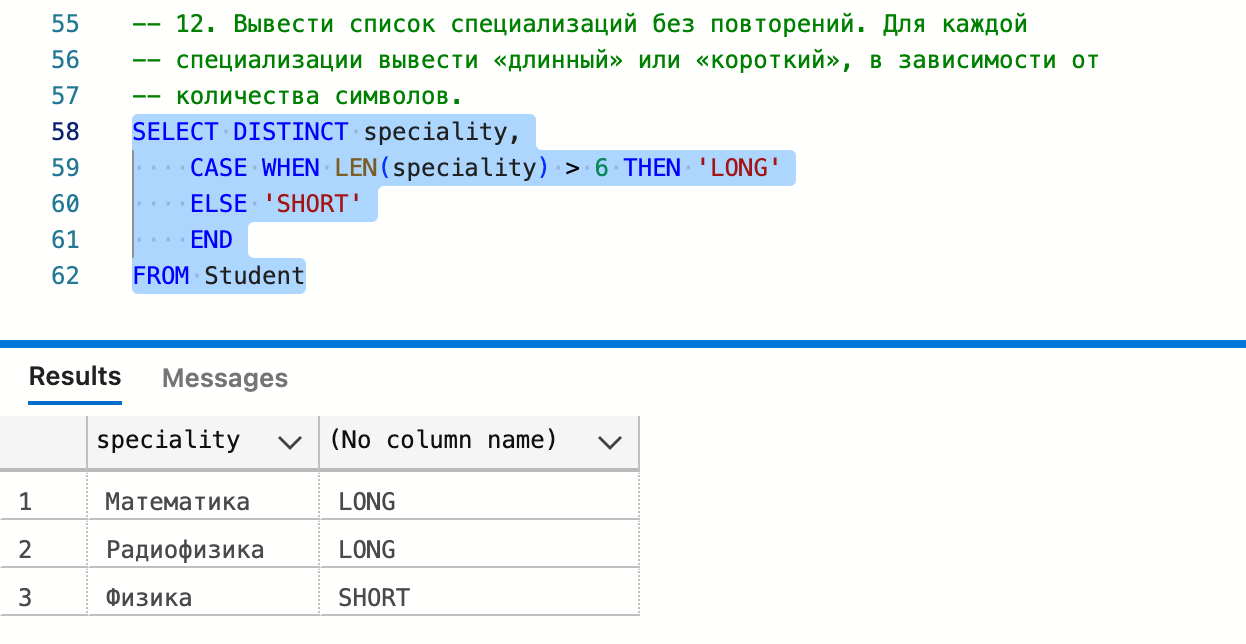 55 -- 12. Вывести список специализаций без повторений. Для каждой
56 -- специализации вывести «длинный» или «короткий», в зависимости от
57 -- количества символов.
58 SELECT DISTINCT speciality,
59 CASE WHEN LEN(speciality) > 6 THEN 'LONG'
60 ELSE 'SHORT'
61 END
62 FROM Student
Results Messages
speciality (No column name)
1 Математика LONG
2 Радиофизика LONG
3 Физика SHORT